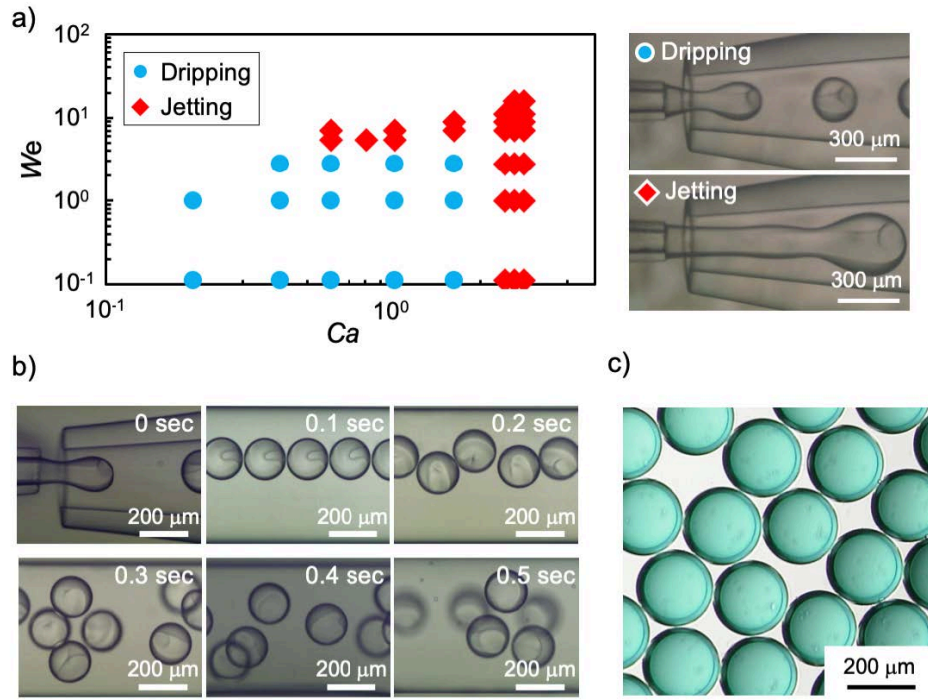 a)
10²
10¹
10⁰
10⁻¹
We
Dripping
Jetting
10⁻¹
10⁰
Ca
Dripping
300 μm
Jetting
300 μm
b)
0 sec
200 μm
0.1 sec
200 μm
0.2 sec
200 μm
0.3 sec
200 μm
0.4 sec
200 μm
0.5 sec
200 μm
c)
200 μm